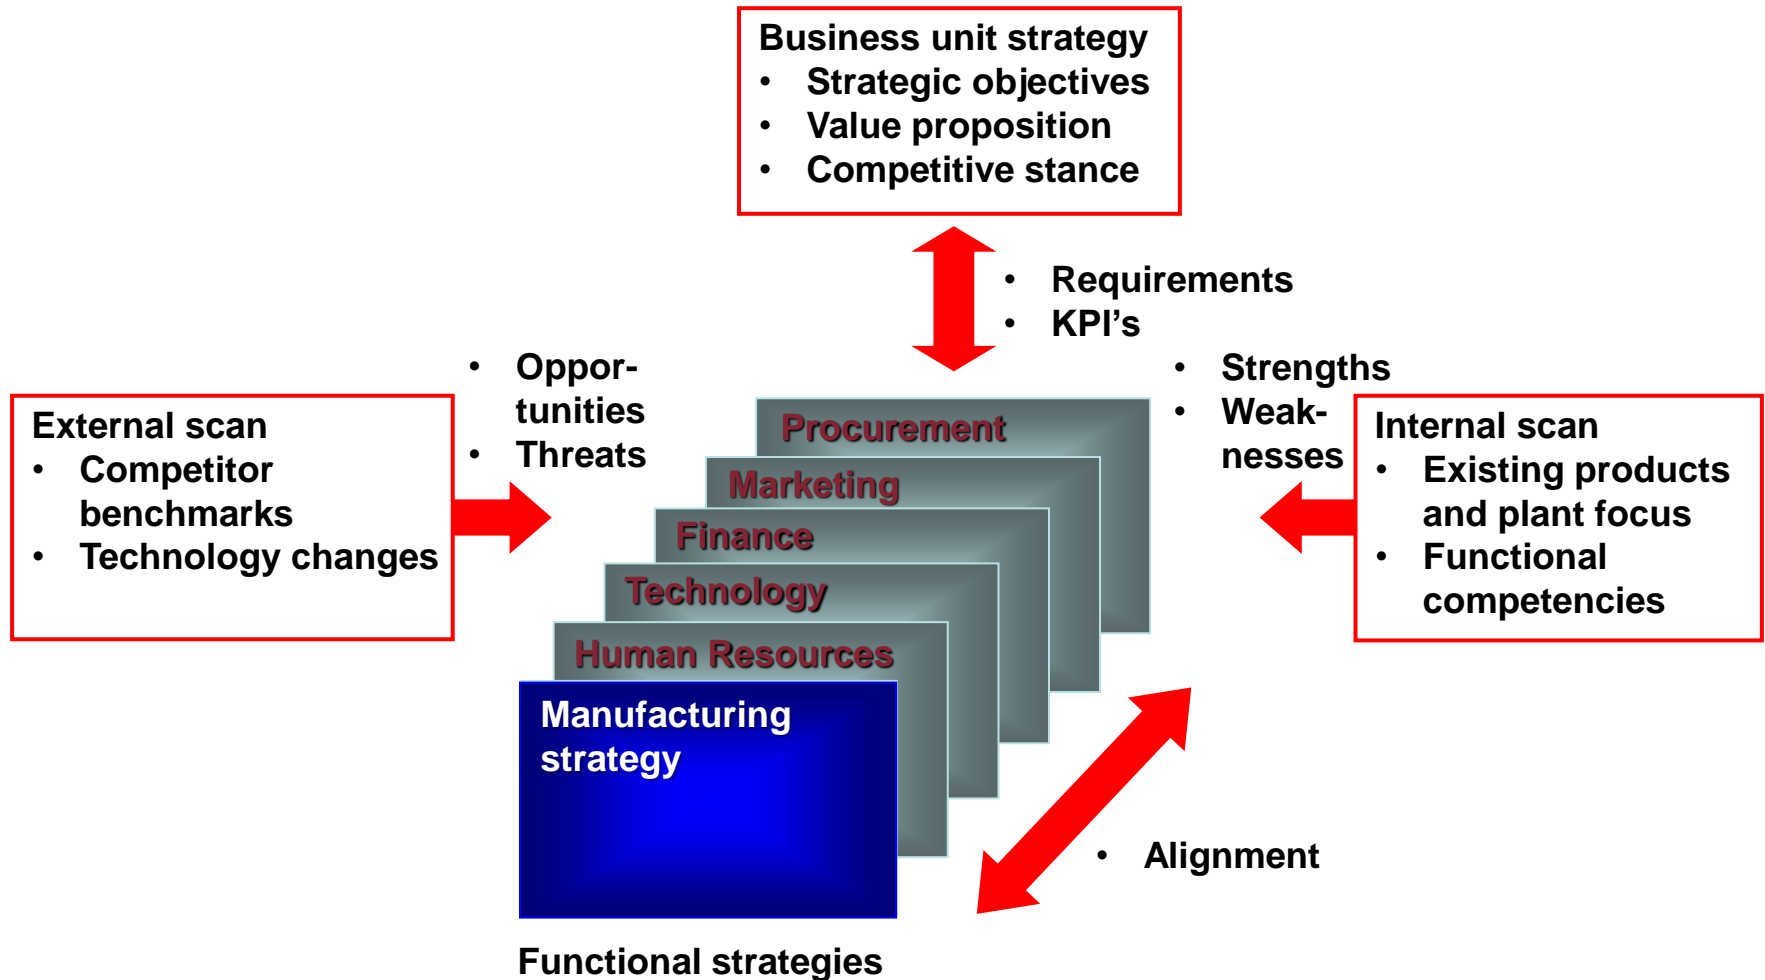 Business unit strategy
• Strategic objectives
• Value proposition
• Competitive stance
• Requirements
• KPI’s
• Oppor-
tunities
• Threats
• Strengths
• Weak-
nesses
External scan
• Competitor
benchmarks
• Technology changes
Internal scan
• Existing products
and plant focus
• Functional
competencies
Procurement
Marketing
Finance
Technology
Human Resources
Manufacturing
strategy
• Alignment
Functional strategies